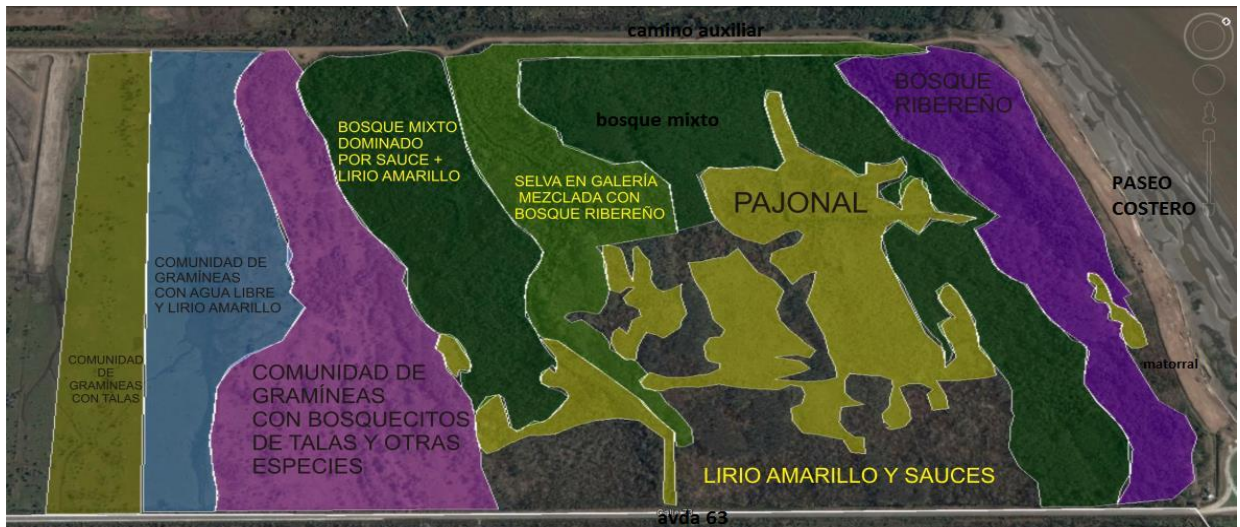 camino auxiliar
BOSQUE
RIBEREÑO
bosque mixto
BOSQUE MIXTO
DOMINADO
POR SAUCE +
LIRIO AMARILLO
SELVA EN GALERÍA
MEZCLADA CON
BOSQUE RIBEREÑO
PAJONAL
PASEO
COSTERO
COMUNIDAD DE
GRAMÍNEAS
CON AGUA LIBRE
Y LIRIO AMARILLO
COMUNIDAD
DE
GRAMÍNEAS
CON TALAS
COMUNIDAD DE
GRAMÍNEAS
CON BOSQUECITOS
DE TALAS Y OTRAS
ESPECIES
matorral
LIRIO AMARILLO Y SAUCES
avda 63